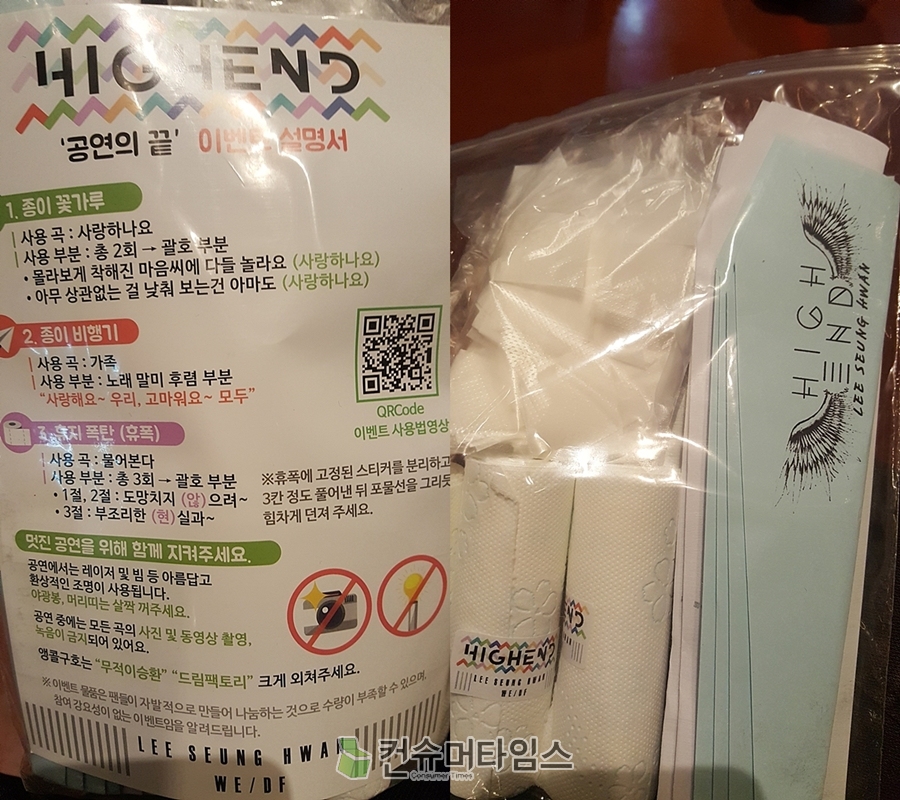 HIGHEND
'공연의 끝' 이벤트 설명서
1. 종이 꽃가루
사용 곡 : 사랑하나요
사용 부분 : 총 2회 → 괄호 부분
• 몰라보게 착해진 마음씨에 다들 놀라요 (사랑하나요)
• 아무 상관없는 걸 낮춰 보는건 아마도 (사랑하나요)
2. 종이 비행기
사용 곡 : 가족
사용 부분 : 노래 말미 후렴 부분
"사랑해요~ 우리, 고마워요~ 모두"
QRCode
이벤트 사용법영상
3. 휴지 폭탄 (휴폭)
사용 곡 : 물어본다
사용 부분 : 총 3회 → 괄호 부분
• 1절, 2절 : 도망치지 (않)으려~
• 3절 : 부조리한 (현)실과~
※휴폭에 고정된 스티커를 분리하고
3칸 정도 풀어낸 뒤 포물선을 그리듯
힘차게 던져 주세요.
멋진 공연을 위해 함께 지켜주세요.
공연에서는 레이저 및 빔 등 아름답고
환상적인 조명이 사용됩니다.
야광봉, 머리띠는 살짝 꺼주세요.
공연 중에는 모든 곡의 사진 및 동영상 촬영,
녹음이 금지되어 있어요.
앵콜구호는 "무적이승환" "드림팩토리" 크게 외쳐주세요.
※ 이벤트 물품은 팬들이 자발적으로 만들어 나눔하는 것으로 수량이 부족할 수 있으며,
참여 강요성이 없는 이벤트임을 알려드립니다.
LEE SEUNG HWAN
WE/DF
HIGHEND
LEE SEUNG HWAN
WE/DF
HIGHEND
LEE SEUNG HWAN
HIGH
END
컨슈머타임스
Consumer Times